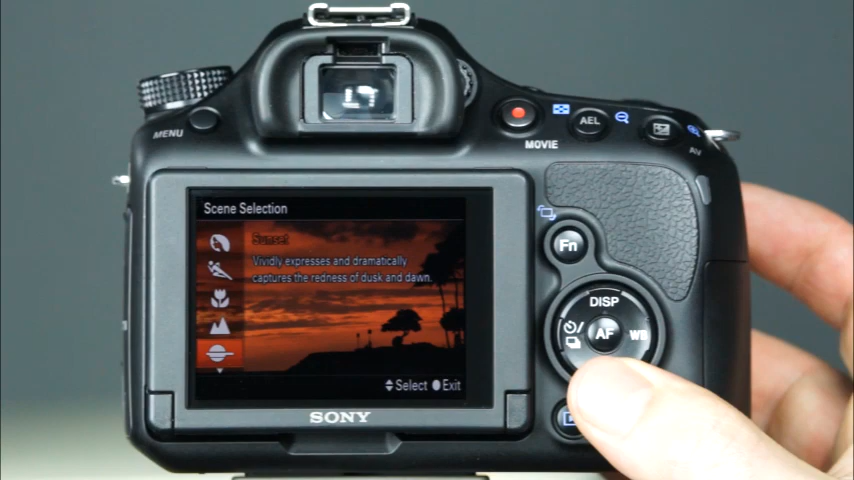 MENU
MOVIE
AEL
AV
Scene Selection
Sunset
Vividly expresses and dramatically
captures the redness of dusk and dawn.
Select Exit
Fn
DISP
AF
WB
SONY